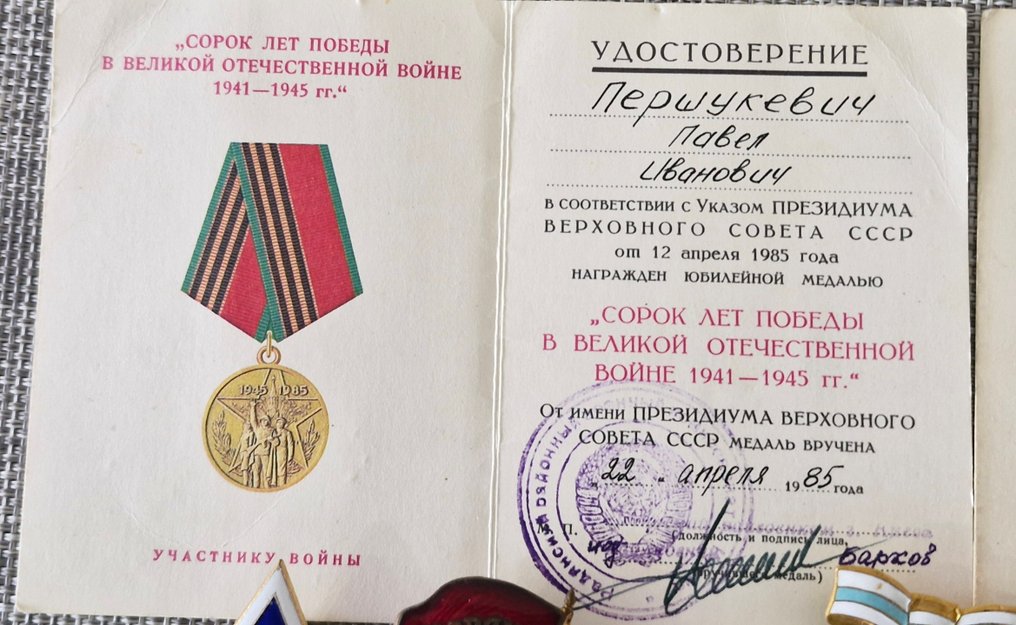 „СОРОК ЛЕТ ПОБЕДЫ
В ВЕЛИКОЙ ОТЕЧЕСТВЕННОЙ ВОЙНЕ
1941—1945 гг.“
1945 1985
УЧАСТНИКУ ВОЙНЫ
УДОСТОВЕРЕНИЕ
Першукевич
Павел
Иванович
В СООТВЕТСТВИИ С УКАЗОМ ПРЕЗИДИУМА
ВЕРХОВНОГО СОВЕТА СССР
от 12 апреля 1985 года
НАГРАЖДЕН ЮБИЛЕЙНОЙ МЕДАЛЬЮ
„СОРОК ЛЕТ ПОБЕДЫ
В ВЕЛИКОЙ ОТЕЧЕСТВЕННОЙ
ВОЙНЕ 1941—1945 гг.“
От имени ПРЕЗИДИУМА ВЕРХОВНОГО
СОВЕТА СССР МЕДАЛЬ ВРУЧЕНА
„22„ апреля 1985 года
М. П.
(должность и подпись лица,
медаль)
Бархов